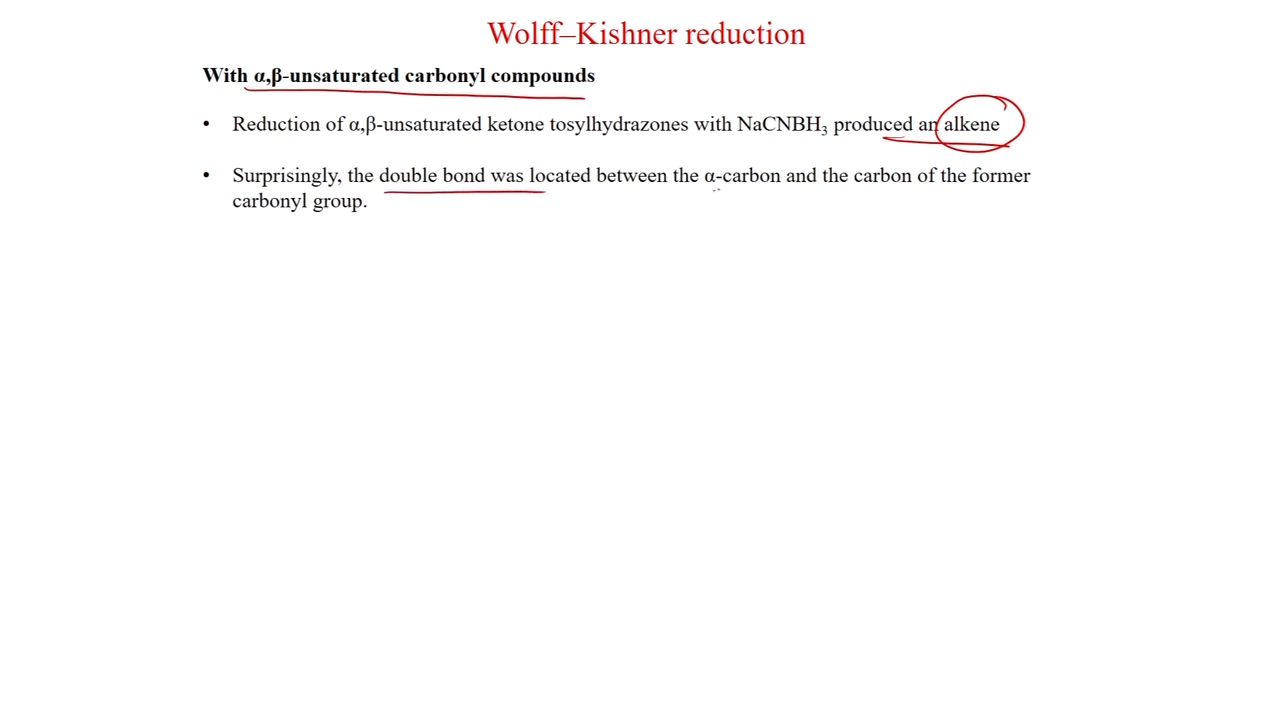 Wolff–Kishner reduction
With α,β-unsaturated carbonyl compounds
• Reduction of α,β-unsaturated ketone tosylhydrazones with NaCNBH₃ produced an alkene
• Surprisingly, the double bond was located between the α-carbon and the carbon of the former
carbonyl group.